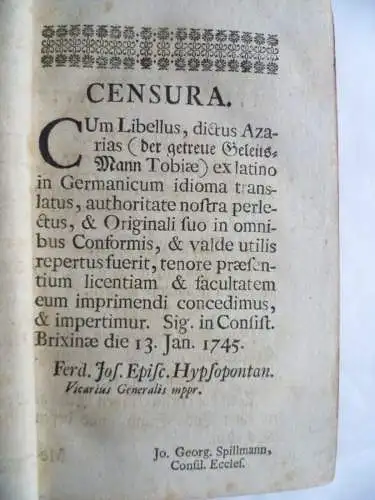 CENSURA.
CUm Libellus, dictus Aza-
rias (der getreue Geleits-
Mann Tobiæ) ex latino
in Germanicum idioma trans-
latus, authoritate nostra perle-
ctus, & Originali suo in omni-
bus Conformis, & valde utilis
repertus fuerit, tenore præsen-
tium licentiam & facultatem
eum imprimendi concedimus,
& impertimur. Sig. in Consist.
Brixinæ die 13. Jan. 1745.
Ferd. Jos. Episc. Hypsopontan.
Vicarius Generalis mppr.
Jo. Georg. Spillmann,
Consil. Eccles.